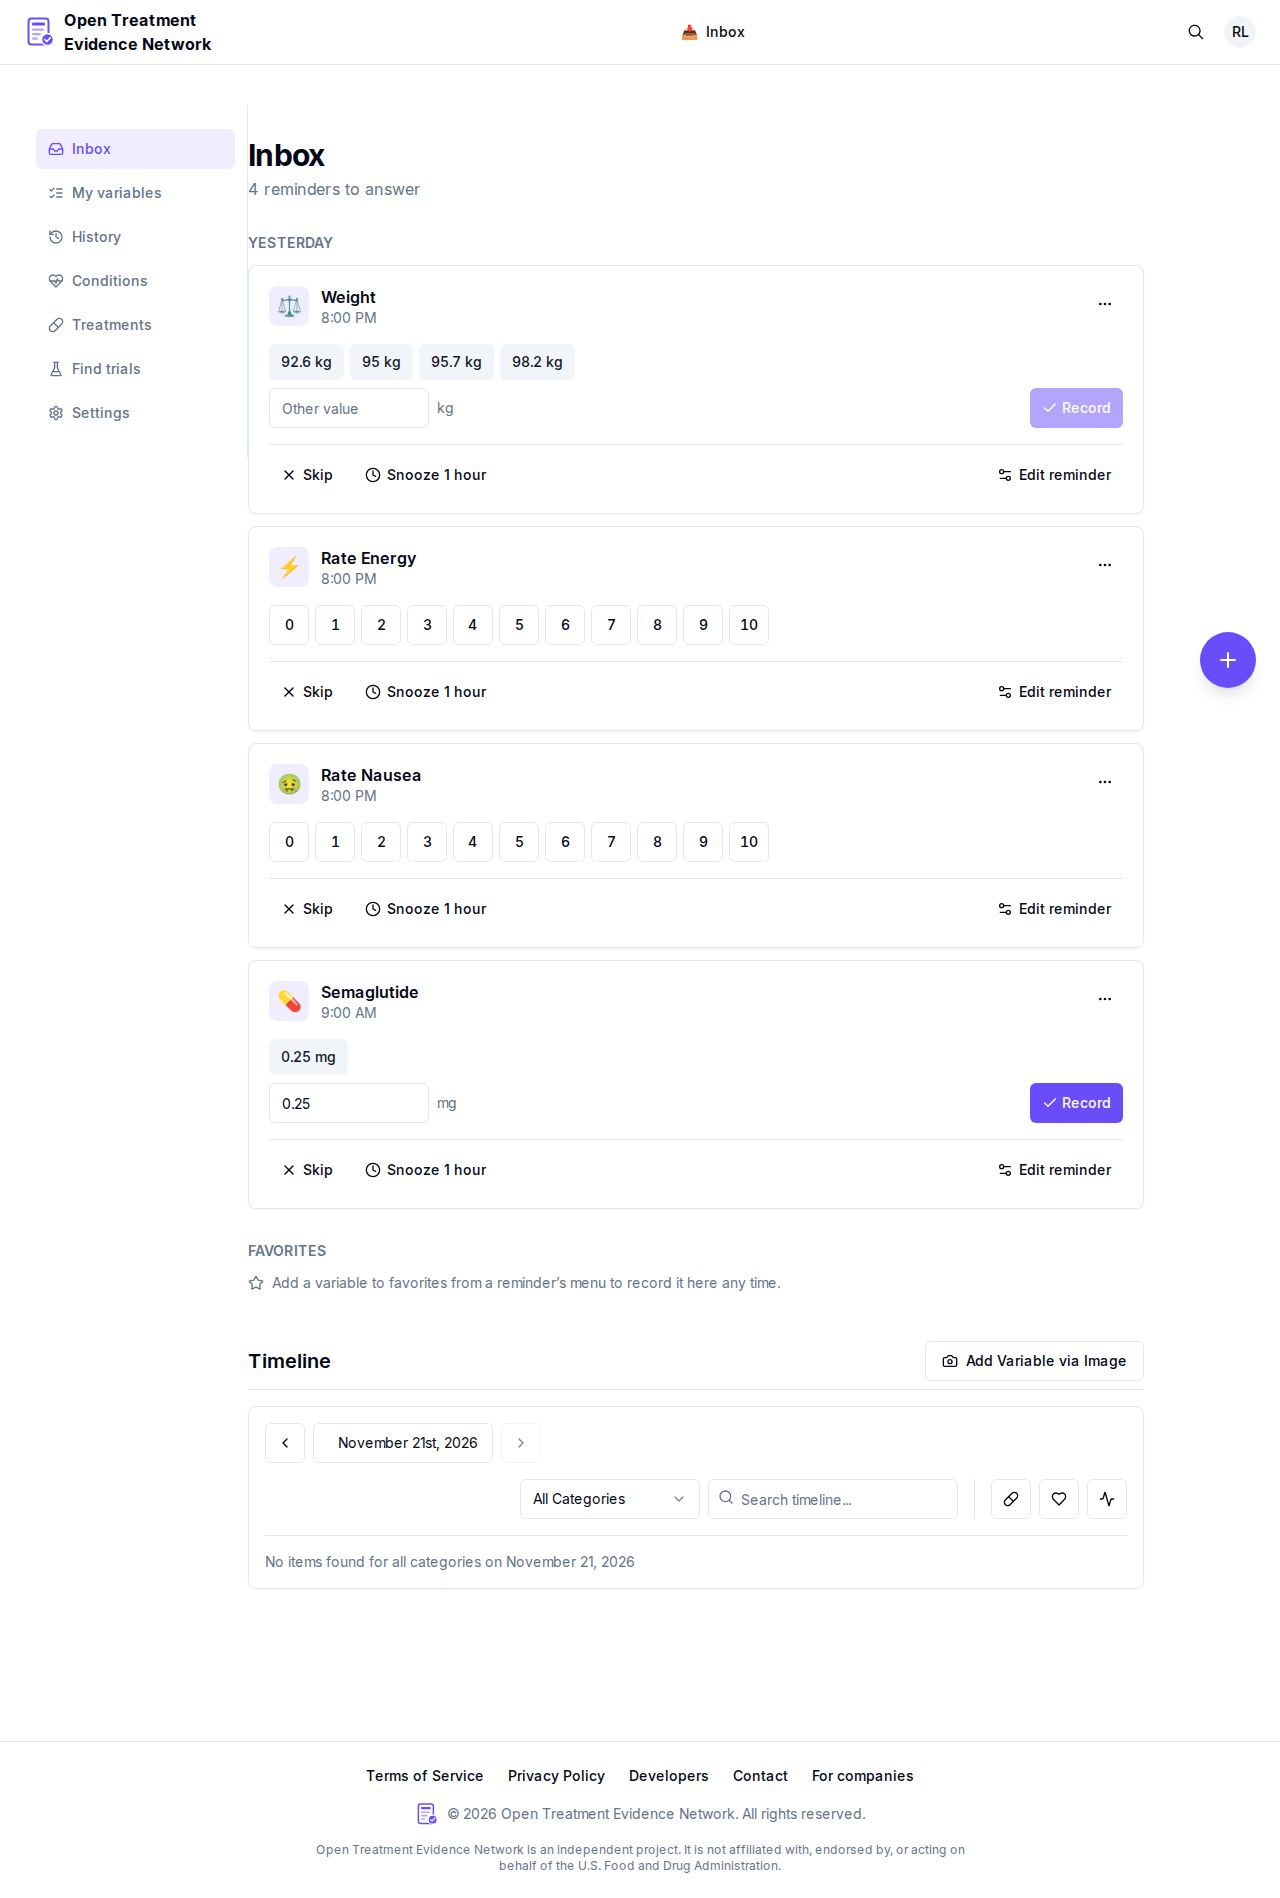 Open Treatment
Evidence Network
📥 Inbox
RL
Inbox
My variables
History
Conditions
Treatments
Find trials
Settings
Inbox
4 reminders to answer
YESTERDAY
Weight
8:00 PM
92.6 kg 95 kg 95.7 kg 98.2 kg
Other value kg Record
Skip Snooze 1 hour Edit reminder
Rate Energy
8:00 PM
0 1 2 3 4 5 6 7 8 9 10
Skip Snooze 1 hour Edit reminder
Rate Nausea
8:00 PM
0 1 2 3 4 5 6 7 8 9 10
Skip Snooze 1 hour Edit reminder
Semaglutide
9:00 AM
0.25 mg
0.25 mg Record
Skip Snooze 1 hour Edit reminder
FAVORITES
Add a variable to favorites from a reminder’s menu to record it here any time.
Timeline Add Variable via Image
November 21st, 2026
All Categories Search timeline...
No items found for all categories on November 21, 2026
Terms of Service Privacy Policy Developers Contact For companies
© 2026 Open Treatment Evidence Network. All rights reserved.
Open Treatment Evidence Network is an independent project. It is not affiliated with, endorsed by, or acting on
behalf of the U.S. Food and Drug Administration.